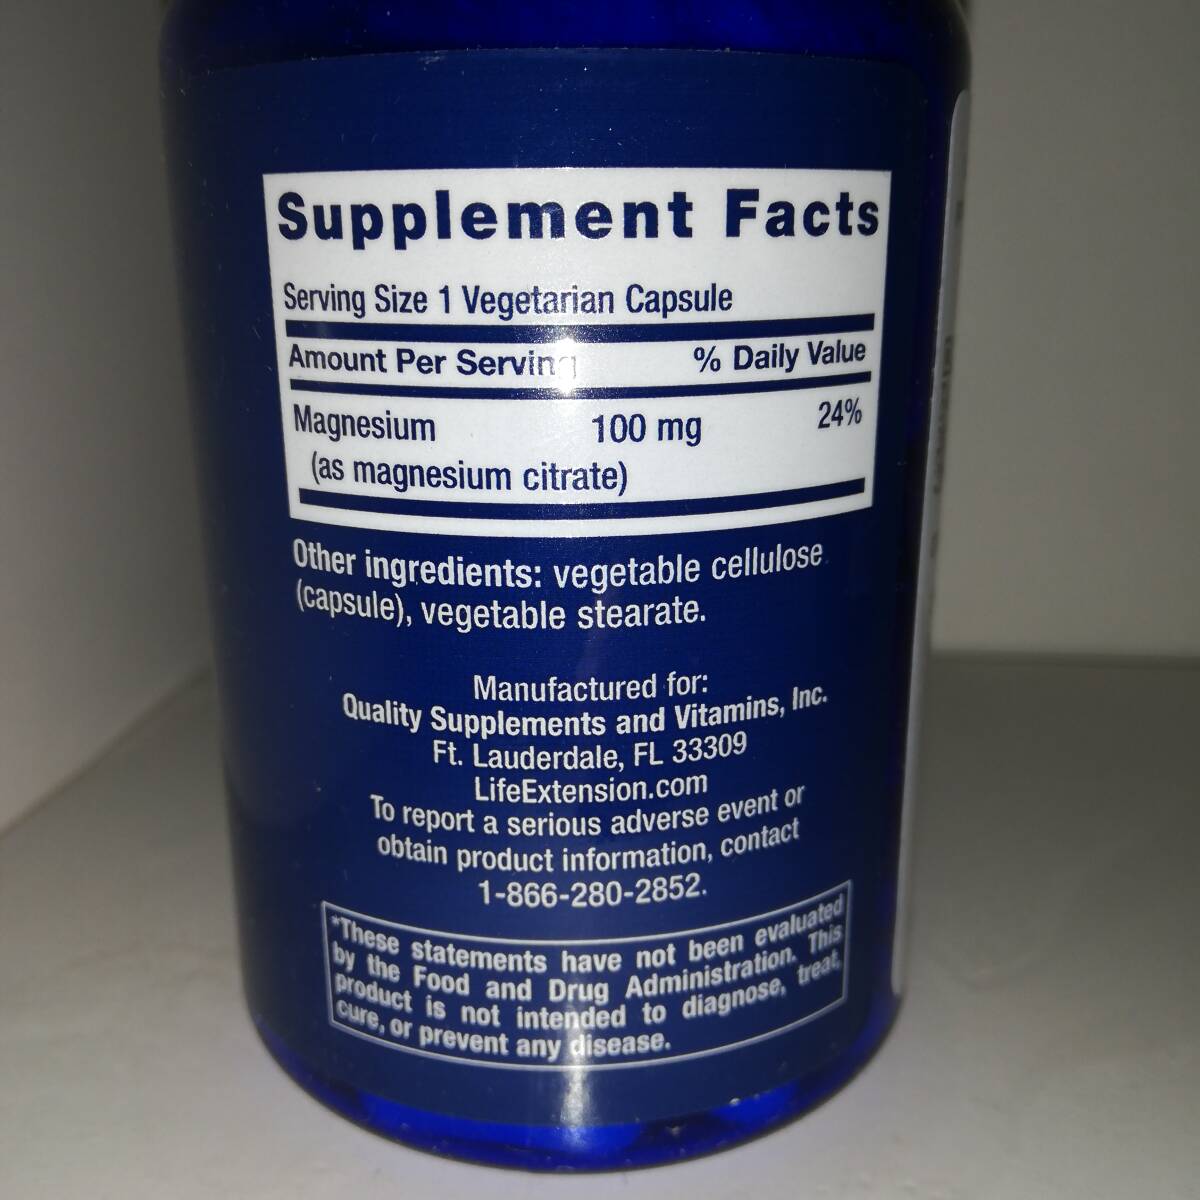 Supplement Facts
Serving Size 1 Vegetarian Capsule
Amount Per Serving % Daily Value
Magnesium 100 mg 24%
(as magnesium citrate)
Other ingredients: vegetable cellulose
(capsule), vegetable stearate.
Manufactured for:
Quality Supplements and Vitamins, Inc.
Ft. Lauderdale, FL 33309
LifeExtension.com
To report a serious adverse event or
obtain product information, contact
1-866-280-2852.
*These statements have not been evaluated
by the Food and Drug Administration. This
product is not intended to diagnose, treat,
cure, or prevent any disease.